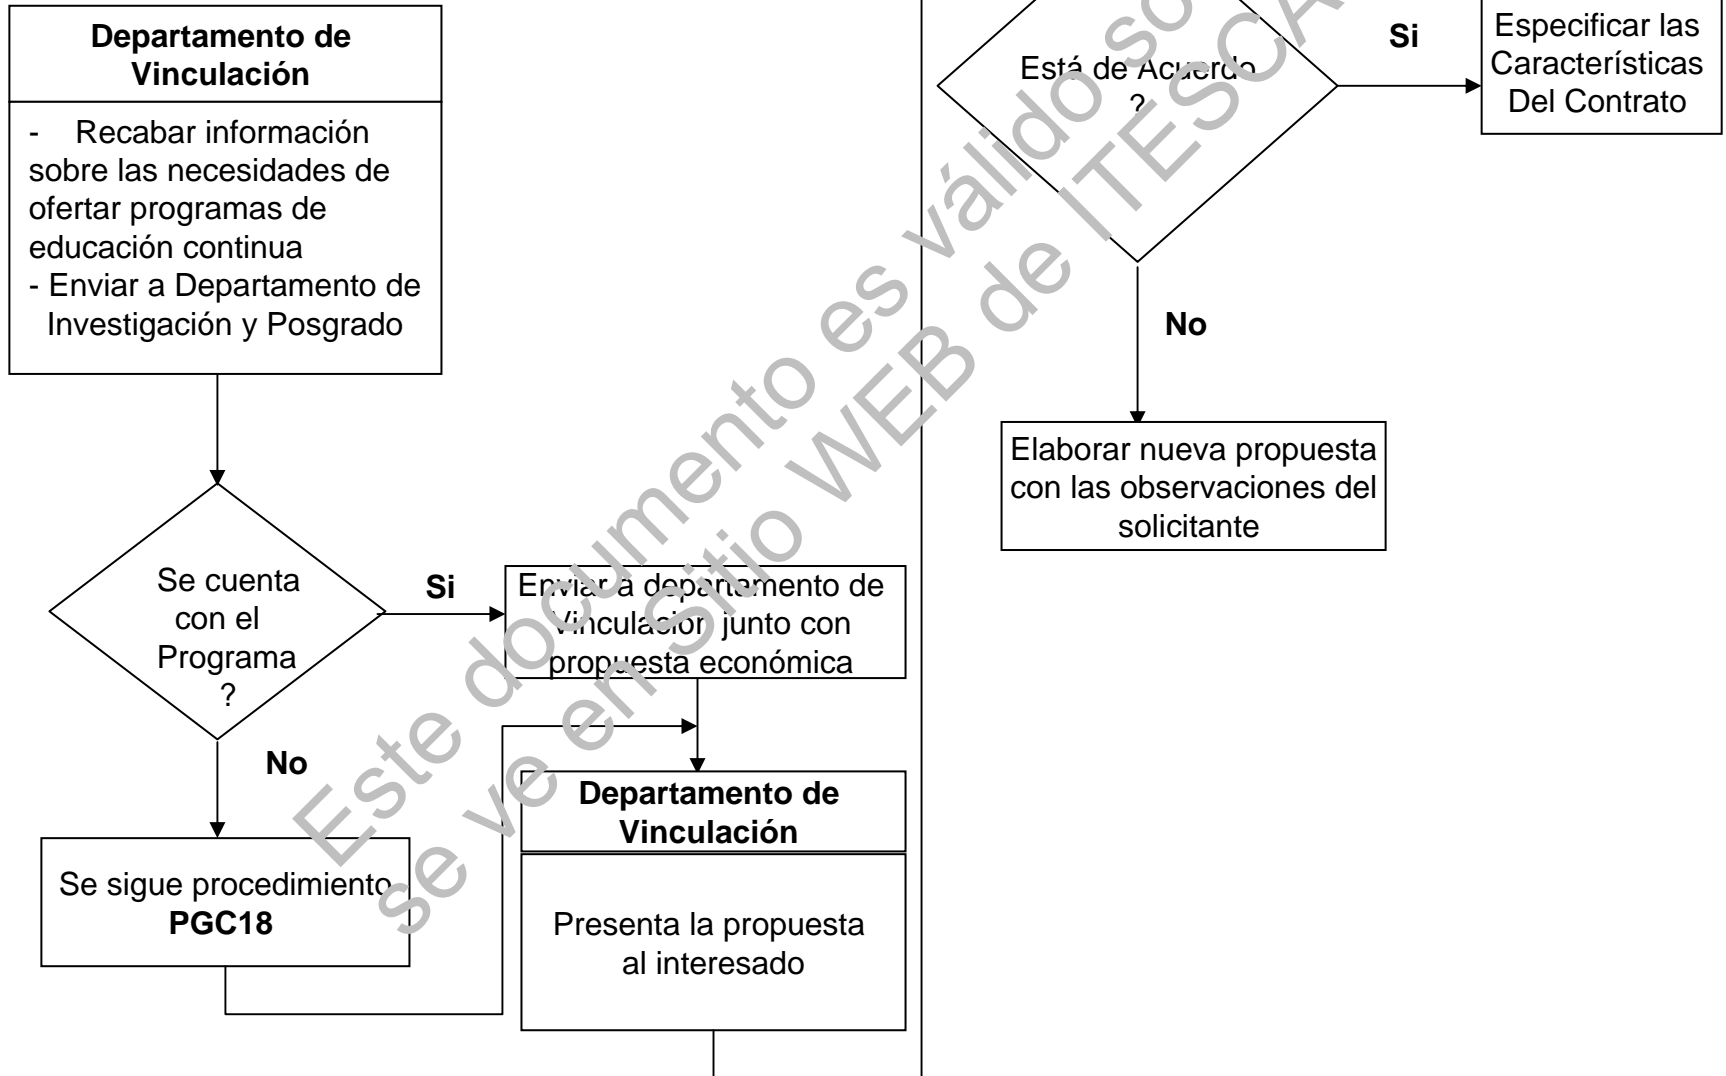 Departamento de
Vinculación
- Recabar información
sobre las necesidades de
ofertar programas de
educación continua
- Enviar a Departamento de
Investigación y Posgrado
Se cuenta
con el
Programa
?
Si
No
Enviar a departamento de
Vinculación junto con
propuesta económica
Se sigue procedimiento
PGC18
Departamento de
Vinculación
Presenta la propuesta
al interesado
Está de Acuerdo
?
Si
No
Especificar las
Características
Del Contrato
Elaborar nueva propuesta
con las observaciones del
solicitante
Este documento es válido so
se ve en Sitio WEB de ITESCA